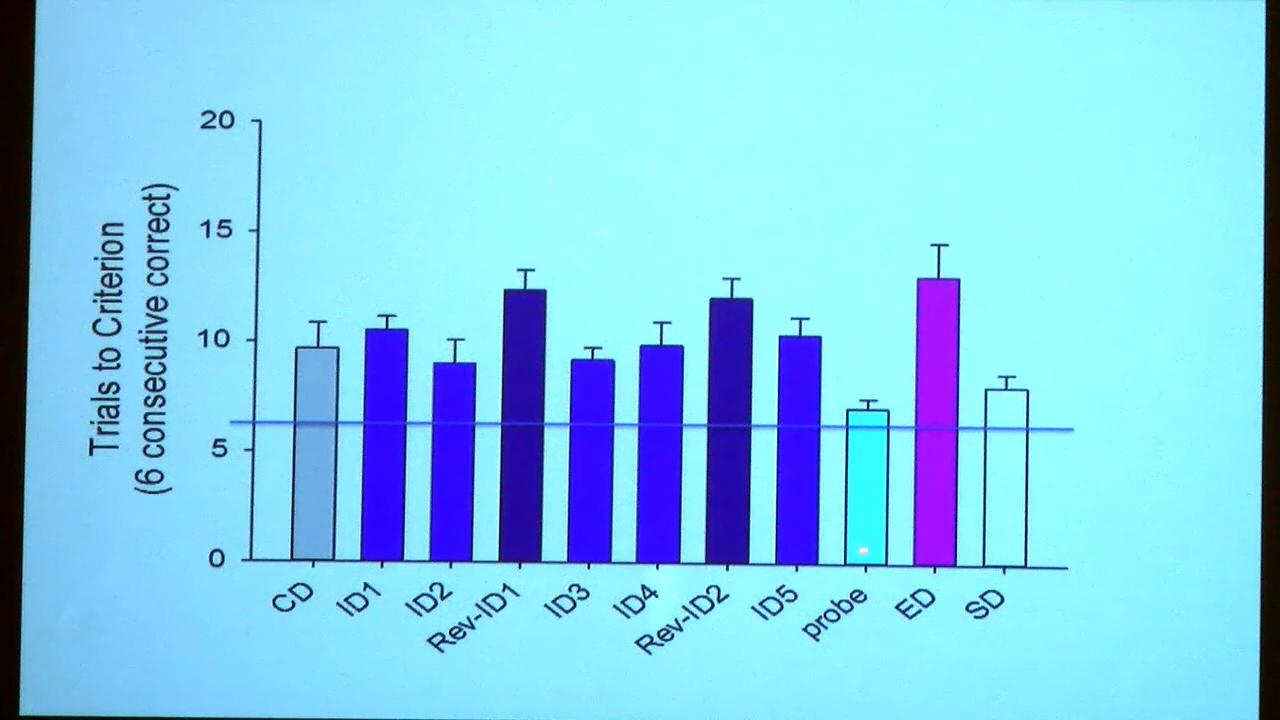 20
15
10
5
0
Trials to Criterion
(6 consecutive correct)
CD
ID1
ID2
Rev-ID1
ID3
ID4
Rev-ID2
ID5
probe
ED
SD